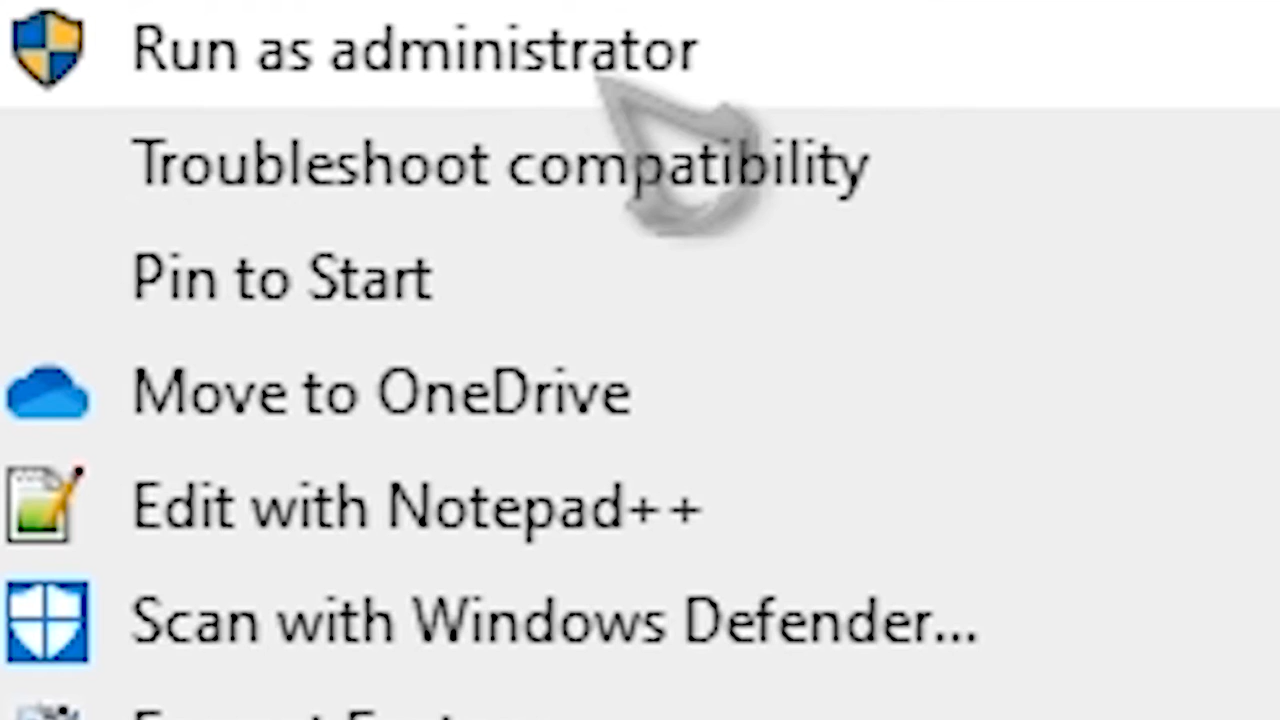 Run as administrator
Troubleshoot compatibility
Pin to Start
Move to OneDrive
Edit with Notepad++
Scan with Windows Defender...